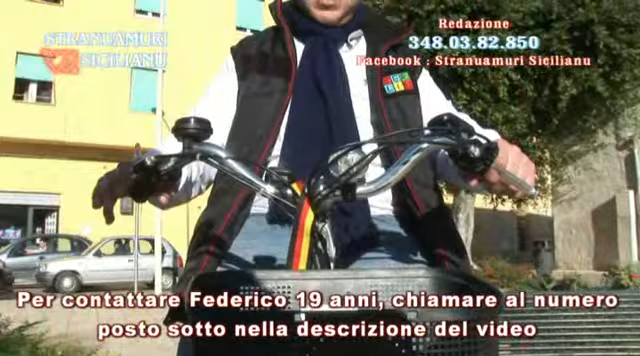 STRANUAMURI
SICILIANU
Redazione
348.03.82.850
Facebook : Stranuamuri Sicilianu
Per contattare Federico 19 anni, chiamare al numero
posto sotto nella descrizione del video